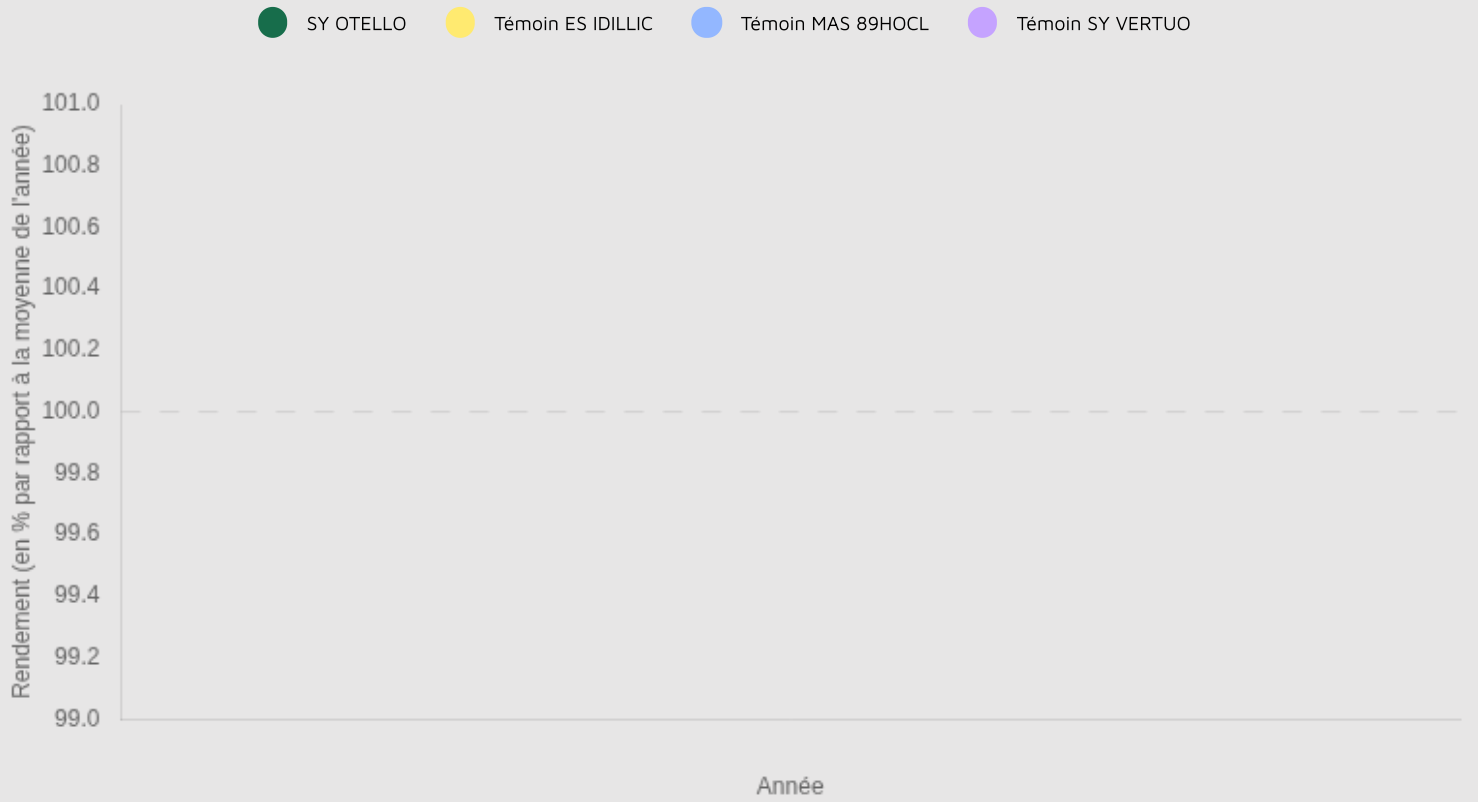 SY OTELLO
Témoin ES IDILLIC
Témoin MAS 89HOCL
Témoin SY VERTUO
Rendement (en % par rapport à la moyenne de l'année)
101.0
100.8
100.6
100.4
100.2
100.0
99.8
99.6
99.4
99.2
99.0
Année